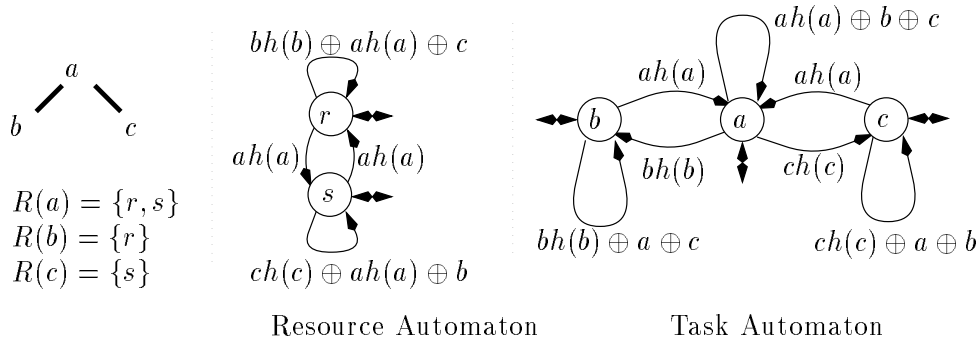 a
b
c
R(a) = {r, s}
R(b) = {r}
R(c) = {s}
bh(b) ⊕ ah(a) ⊕ c
r
ah(a)
ah(a)
s
ch(c) ⊕ ah(a) ⊕ b
Resource Automaton
ah(a) ⊕ b ⊕ c
ah(a)
ah(a)
b
a
c
bh(b)
ch(c)
bh(b) ⊕ a ⊕ c
ch(c) ⊕ a ⊕ b
Task Automaton